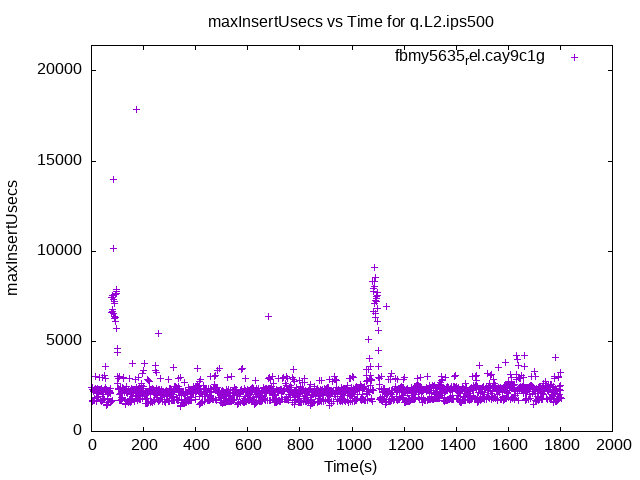 maxInsertUsecs vs Time for q.L2.ips500
fbmy5635rel.cay9c1g
maxInsertUsecs
20000
15000
10000
5000
0
0 200 400 600 800 1000 1200 1400 1600 1800 2000
Time(s)